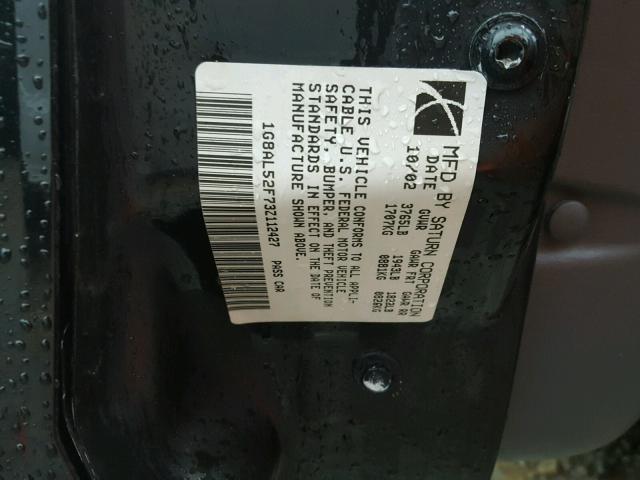 MFD BY SATURN CORPORATION
DATE GVWR GAWR FRT GAWR RR
10/02 3765LB 1943LB 1822LB
1707KG 0881KG 0826KG
THIS VEHICLE CONFORMS TO ALL APPLI-
CABLE U.S. FEDERAL MOTOR VEHICLE
SAFETY, BUMPER, AND THEFT PREVENTION
STANDARDS IN EFFECT ON THE DATE OF
MANUFACTURE SHOWN ABOVE.
1G8AL52F73Z112427 PASS CAR